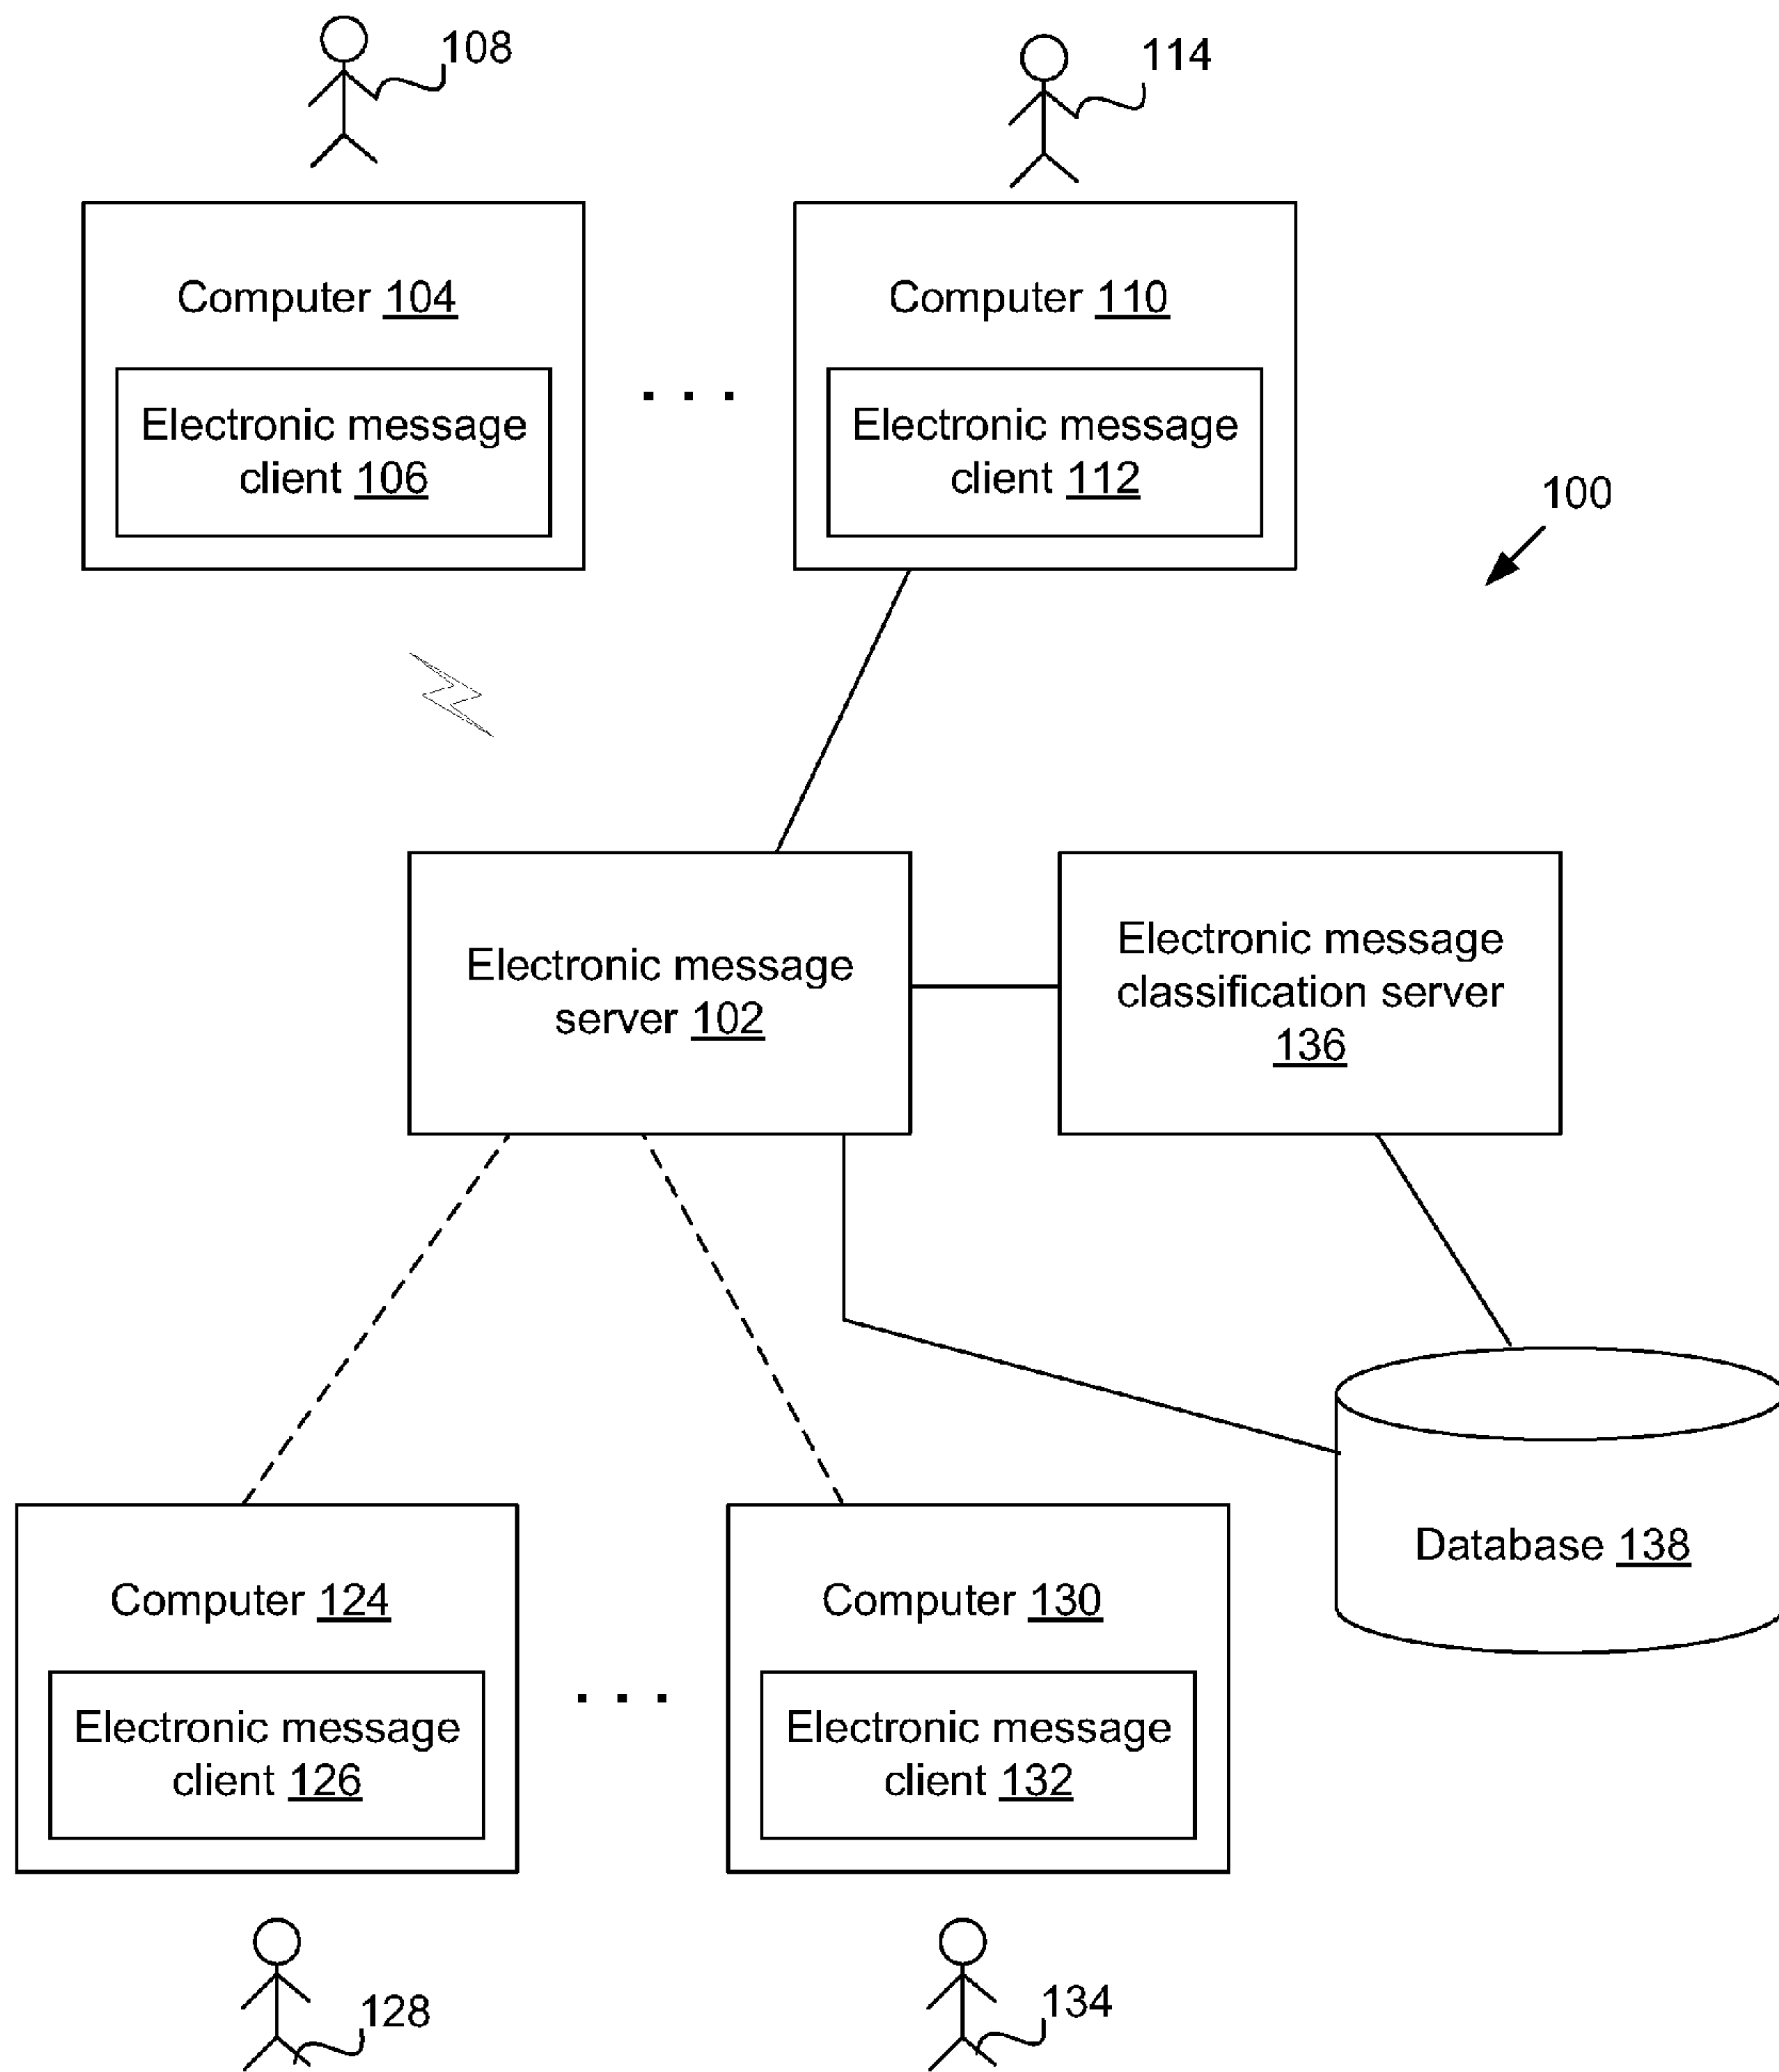 108
114
Computer 104
Electronic message
client 106
. . .
Computer 110
Electronic message
client 112
100
Electronic message
server 102
Electronic message
classification server
136
Database 138
Computer 124
Electronic message
client 126
. . .
Computer 130
Electronic message
client 132
128
134